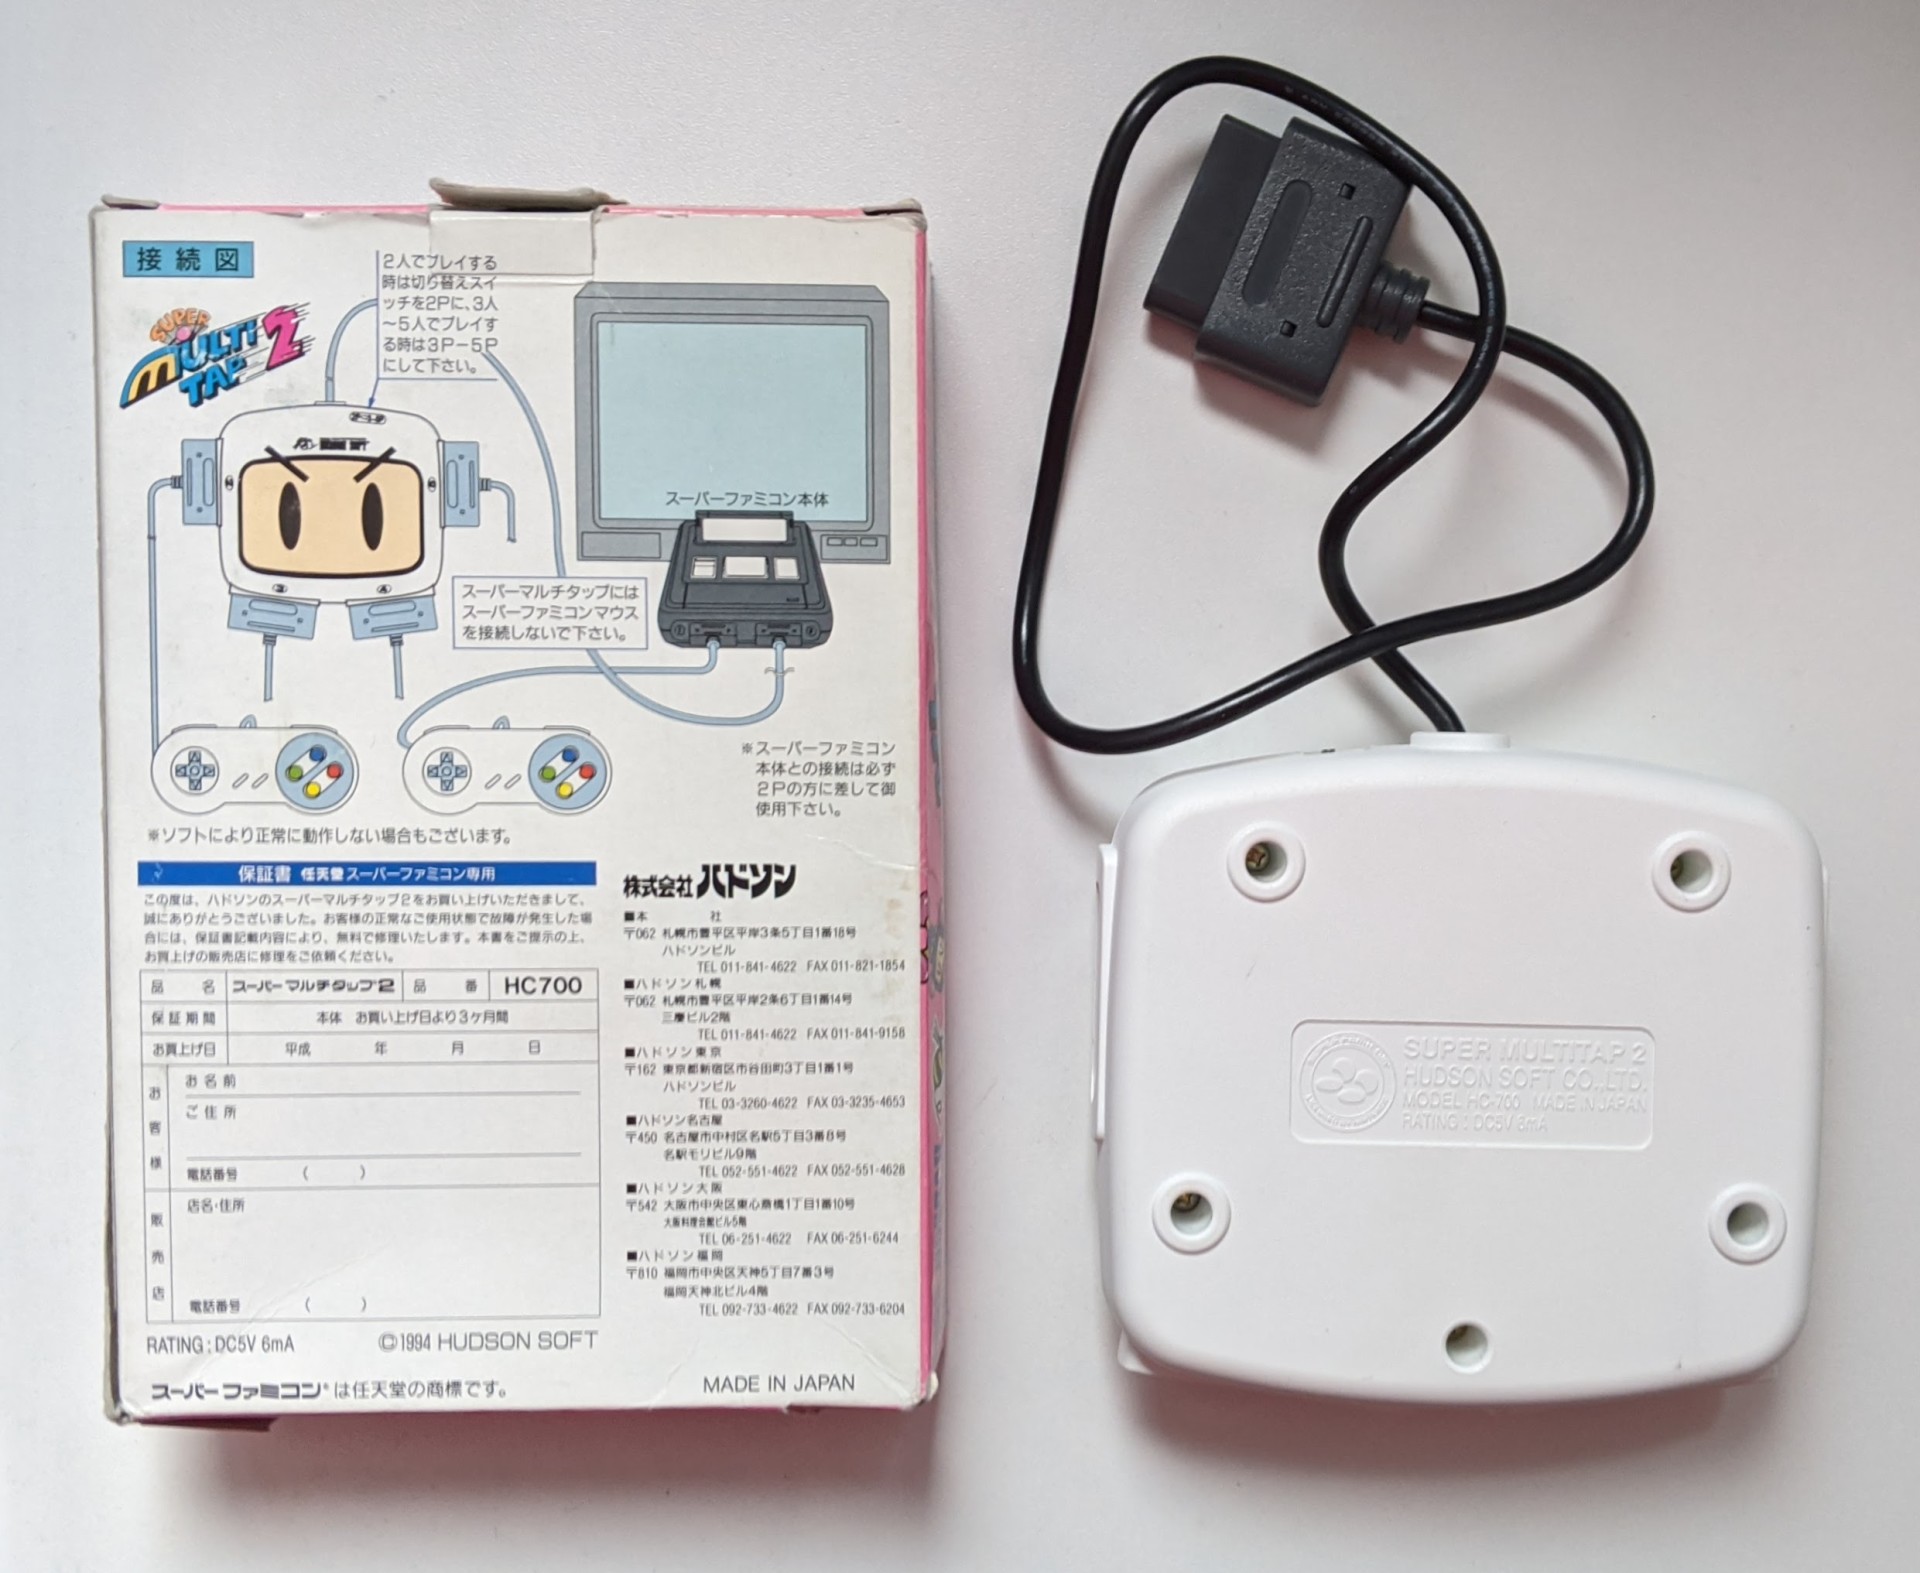 接続図
SUPER
MULTI
TAP 2
2人でプレイする
時は切り替えスイ
ッチを2Pに、3人
〜5人でプレイす
る時は3P－5P
にして下さい。
HUDSON SOFT
スーパーファミコン本体
スーパーマルチタップには
スーパーファミコンマウス
を接続しないで下さい。
※スーパーファミコン
本体との接続は必ず
2Pの方に差して御
使用下さい。
※ソフトにより正常に動作しない場合もございます。
保証書 任天堂スーパーファミコン専用
この度は、ハドソンのスーパーマルチタップ2をお買い上げいただきまして、
誠にありがとうございました。お客様の正常なご使用状態で故障が発生した場
合には、保証書記載内容により、無料で修理いたします。本書をご提示の上、
お買上げの販売店に修理をご依頼ください。
品名 スーパーマルチタップ2 品番 HC700
保証期間 本体 お買い上げ日より3ヶ月間
お買上げ日 平成 年 月 日
お客様
お名前
ご住所
電話番号 ( )
販売店
店名・住所
電話番号 ( )
RATING : DC5V 6mA ©1994 HUDSON SOFT
スーパーファミコン®は任天堂の商標です。
株式会社ハドソン
■本 社
〒062 札幌市豊平区平岸3条5丁目1番18号
ハドソンビル
TEL 011-841-4622 FAX 011-821-1854
■ハドソン札幌
〒062 札幌市豊平区平岸2条6丁目1番14号
三慶ビル2階
TEL 011-841-4622 FAX 011-841-9158
■ハドソン東京
〒162 東京都新宿区市谷田町3丁目1番1号
ハドソンビル
TEL 03-3260-4622 FAX 03-3235-4653
■ハドソン名古屋
〒450 名古屋市中村区名駅5丁目3番8号
名駅モリビル9階
TEL 052-551-4622 FAX 052-551-4628
■ハドソン大阪
〒542 大阪市中央区東心斎橋1丁目1番10号
大阪料理会館ビル5階
TEL 06-251-4622 FAX 06-251-6244
■ハドソン福岡
〒810 福岡市中央区天神5丁目7番3号
福岡天神北ビル4階
TEL 092-733-4622 FAX 092-733-6204
MADE IN JAPAN
SUPER MULTITAP 2
HUDSON SOFT CO.,LTD.
MODEL HC-700 MADE IN JAPAN
RATING : DC5V 6mA